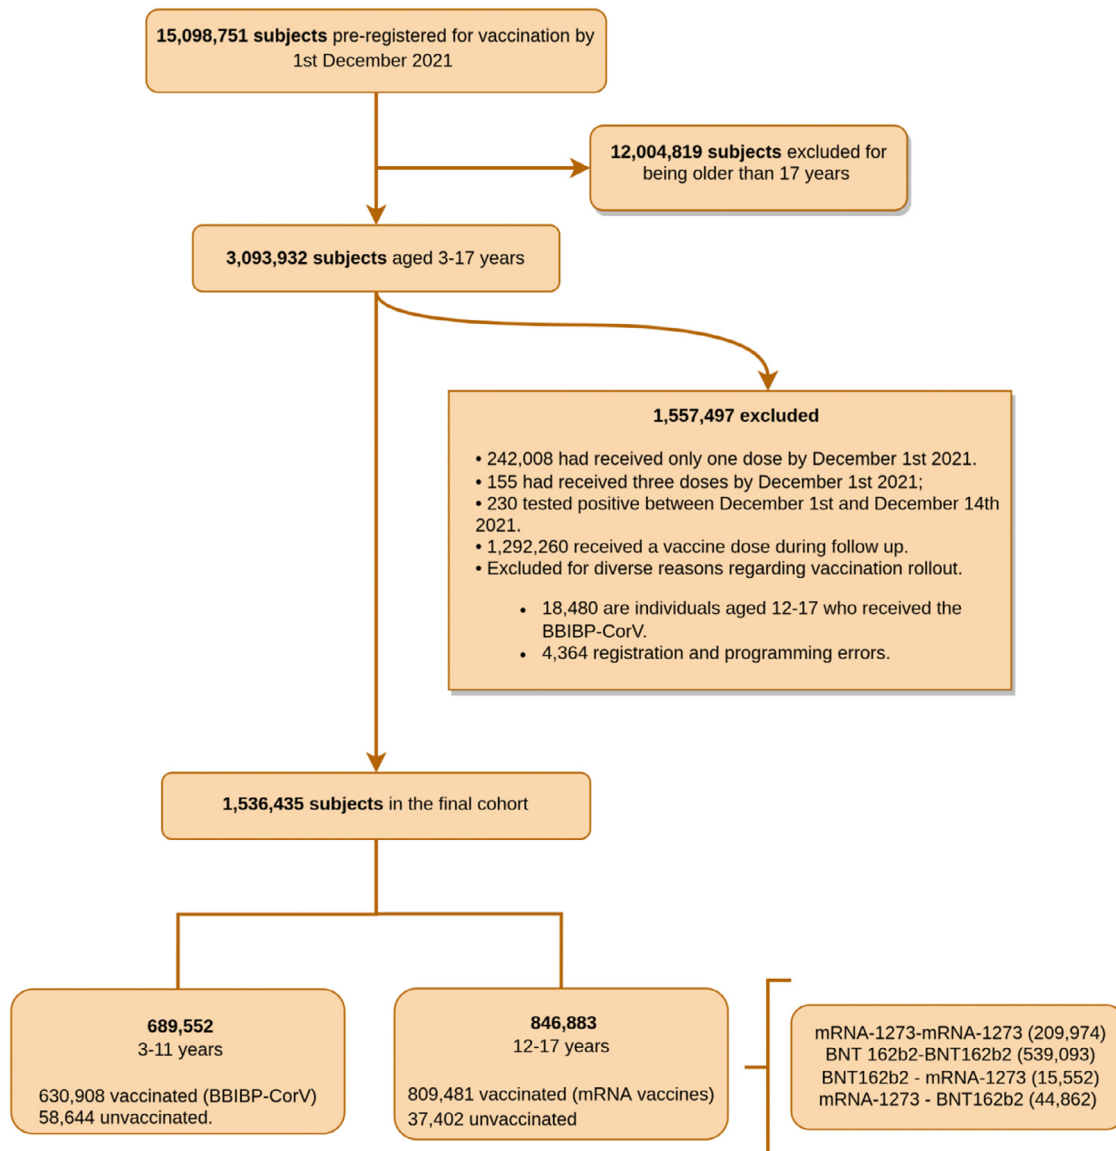 15,098,751 subjects pre-registered for vaccination by
1st December 2021
12,004,819 subjects excluded for
being older than 17 years
3,093,932 subjects aged 3-17 years
1,557,497 excluded
• 242,008 had received only one dose by December 1st 2021.
• 155 had received three doses by December 1st 2021;
• 230 tested positive between December 1st and December 14th
2021.
• 1,292,260 received a vaccine dose during follow up.
• Excluded for diverse reasons regarding vaccination rollout.
• 18,480 are individuals aged 12-17 who received the
BBIBP-CorV.
• 4,364 registration and programming errors.
1,536,435 subjects in the final cohort
689,552
3-11 years
630,908 vaccinated (BBIBP-CorV)
58,644 unvaccinated.
846,883
12-17 years
809,481 vaccinated (mRNA vaccines)
37,402 unvaccinated
mRNA-1273-mRNA-1273 (209,974)
BNT 162b2-BNT162b2 (539,093)
BNT162b2 - mRNA-1273 (15,552)
mRNA-1273 - BNT162b2 (44,862)